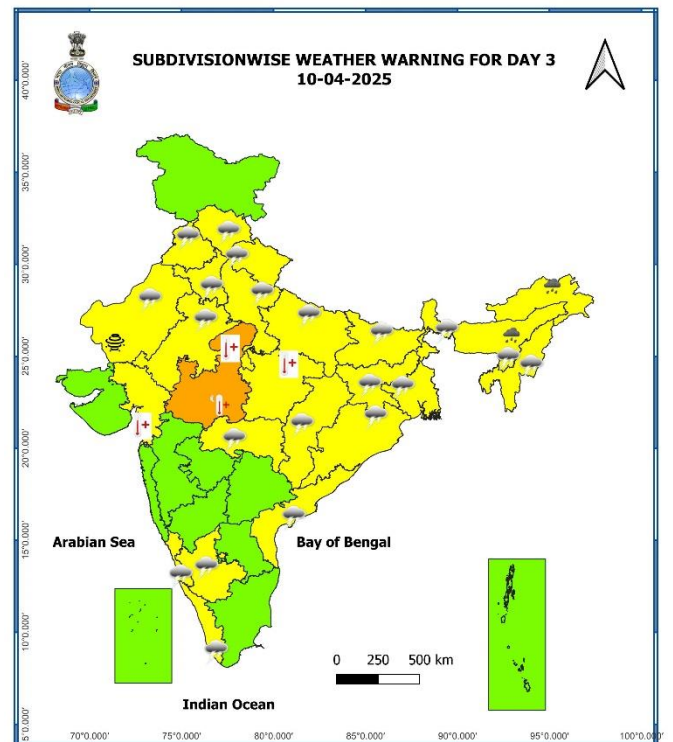 SUBDIVISIONWISE WEATHER WARNING FOR DAY 3
10-04-2025
40°0.000'
35°0.000'
30°0.000'
25°0.000'
20°0.000'
15°0.000'
10°0.000'
5°0.000'
Arabian Sea
Bay of Bengal
0 250 500 km
Indian Ocean
70°0.000' 75°0.000' 80°0.000' 85°0.000' 90°0.000' 95°0.000' 100°0.000'